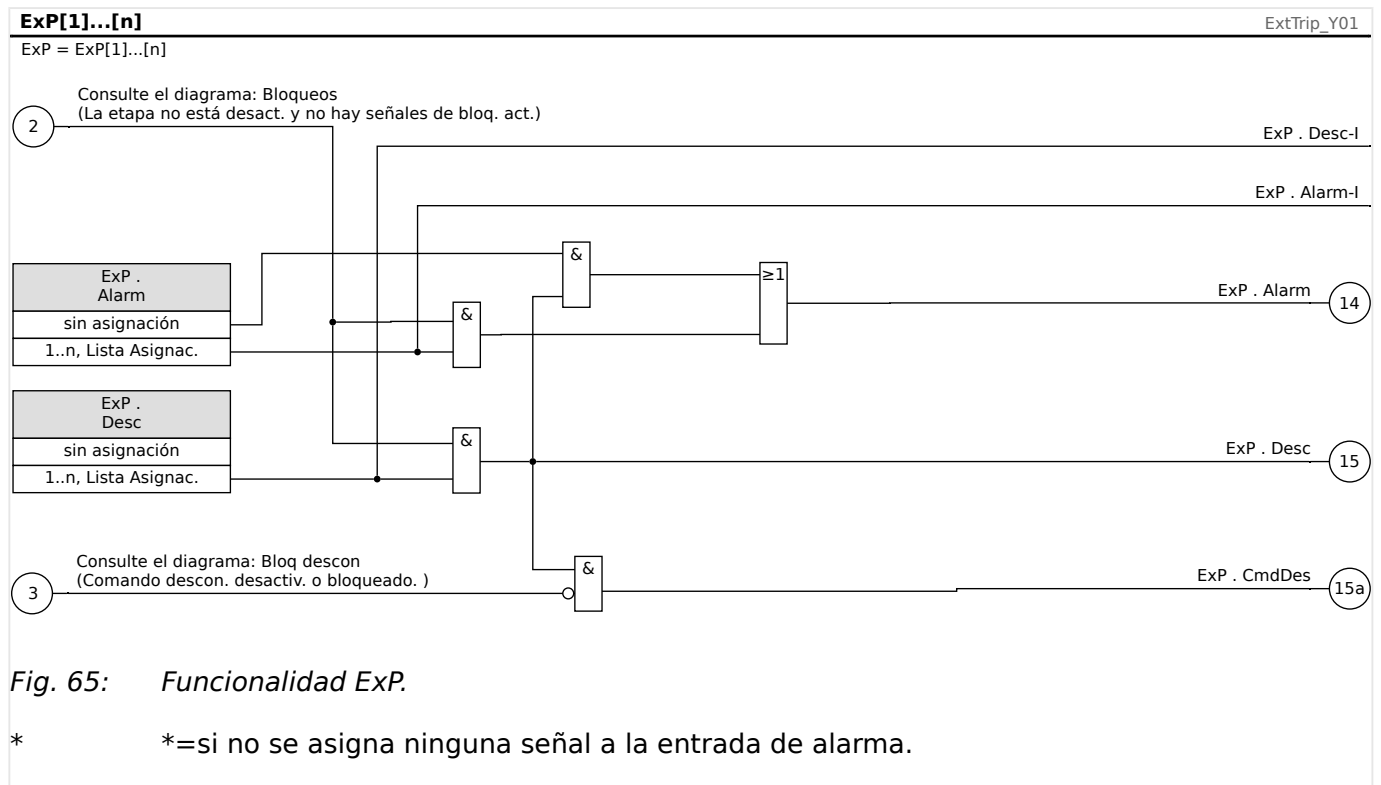 ExP[1]...[n]
ExtTrip_Y01
ExP = ExP[1]...[n]
Consulte el diagrama: Bloqueos
(La etapa no está desact. y no hay señales de bloq. act.)
2
ExP . Desc-I
ExP . Alarm-I
&
ExP .
Alarm
≥1
ExP . Alarm
14
sin asignación
&
1..n, Lista Asignac.
ExP .
Desc
&
ExP . Desc
15
sin asignación
1..n, Lista Asignac.
Consulte el diagrama: Bloq descon
(Comando descon. desactiv. o bloqueado. )
3
&
ExP . CmdDes
15a
Fig. 65: Funcionalidad ExP.
* *=si no se asigna ninguna señal a la entrada de alarma.